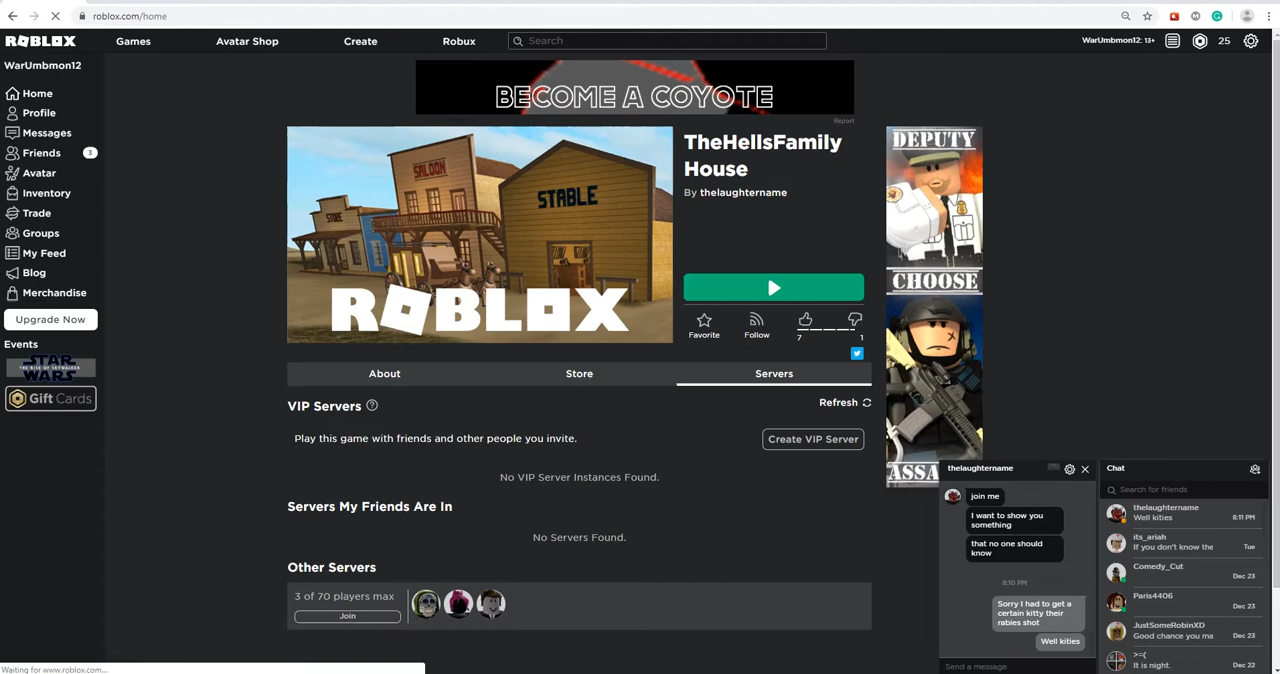 roblox.com/home
ROBLOX
Games
Avatar Shop
Create
Robux
Search
WarUmbmon12: 13+
25
WarUmbmon12
Home
Profile
Messages
Friends
3
Avatar
Inventory
Trade
Groups
My Feed
Blog
Merchandise
Upgrade Now
Events
STAR
THE RISE OF SKYWALKER
WARS
Gift Cards
BECOME A COYOTE
Report
STORE
SALOON
STABLE
ROBLOX
TheHellsFamily
House
By thelaughtername
Favorite
Follow
7
1
DEPUTY
CHOOSE
ASSA
About
Store
Servers
VIP Servers
Refresh
Play this game with friends and other people you invite.
Create VIP Server
No VIP Server Instances Found.
Servers My Friends Are In
No Servers Found.
Other Servers
3 of 70 players max
Join
thelaughtername
join me
I want to show you
something
that no one should
know
8:10 PM
Sorry I had to get a
certain kitty their
rabies shot
Well kities
Send a message
Chat
Search for friends
thelaughtername
Well kities
8:11 PM
its_ariah
If you don't know the
Tue
Comedy_Cut
Dec 23
Paris4406
Dec 23
JustSomeRobinXD
Good chance you ma
Dec 23
>=(
It is night.
Dec 22
Waiting for www.roblox.com...